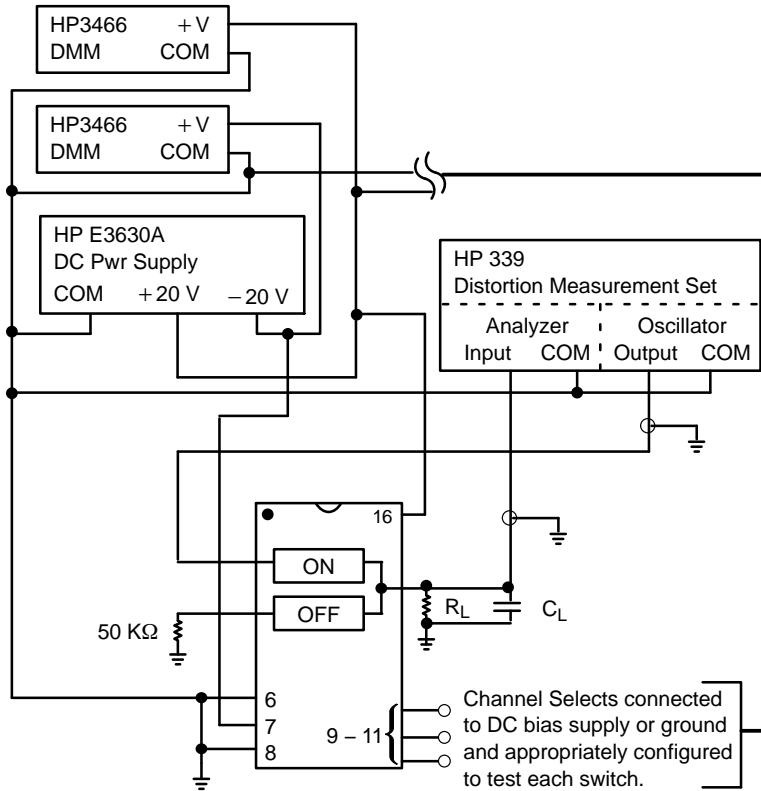 HP3466 + V
DMM COM
HP3466 + V
DMM COM
HP E3630A
DC Pwr Supply
COM + 20 V − 20 V
HP 339
Distortion Measurement Set
Analyzer
Input COM
Oscillator
Output COM
16
ON
OFF
50 KΩ
RL
CL
6
7
8
9 – 11
Channel Selects connected
to DC bias supply or ground
and appropriately configured
to test each switch.